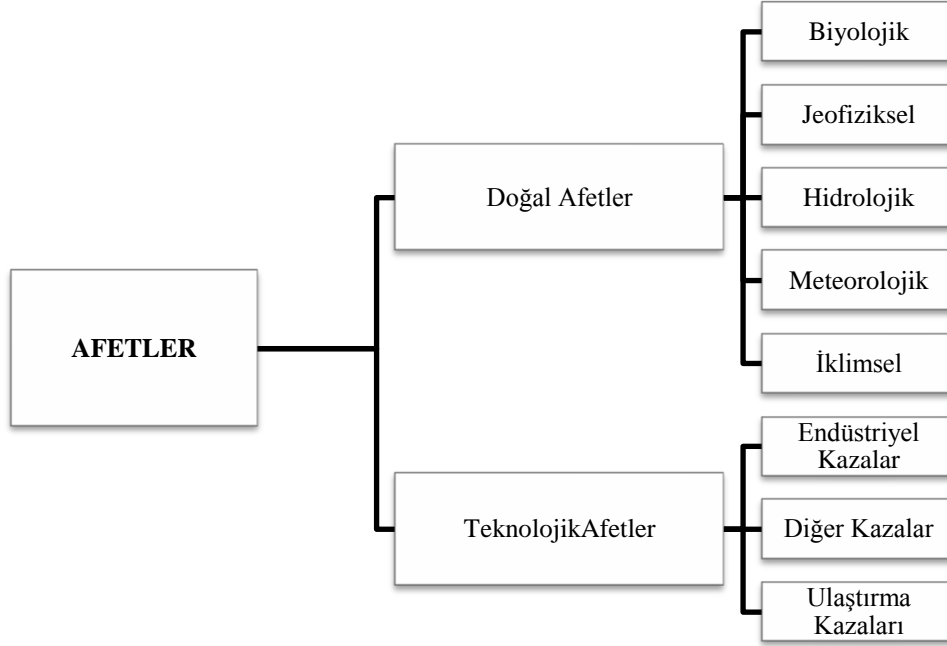 AFETLER
Doğal Afetler
Biyolojik
Jeofiziksel
Hidrolojik
Meteorolojik
İklimsel
TeknolojikAfetler
Endüstriyel
Kazalar
Diğer Kazalar
Ulaştırma
Kazaları